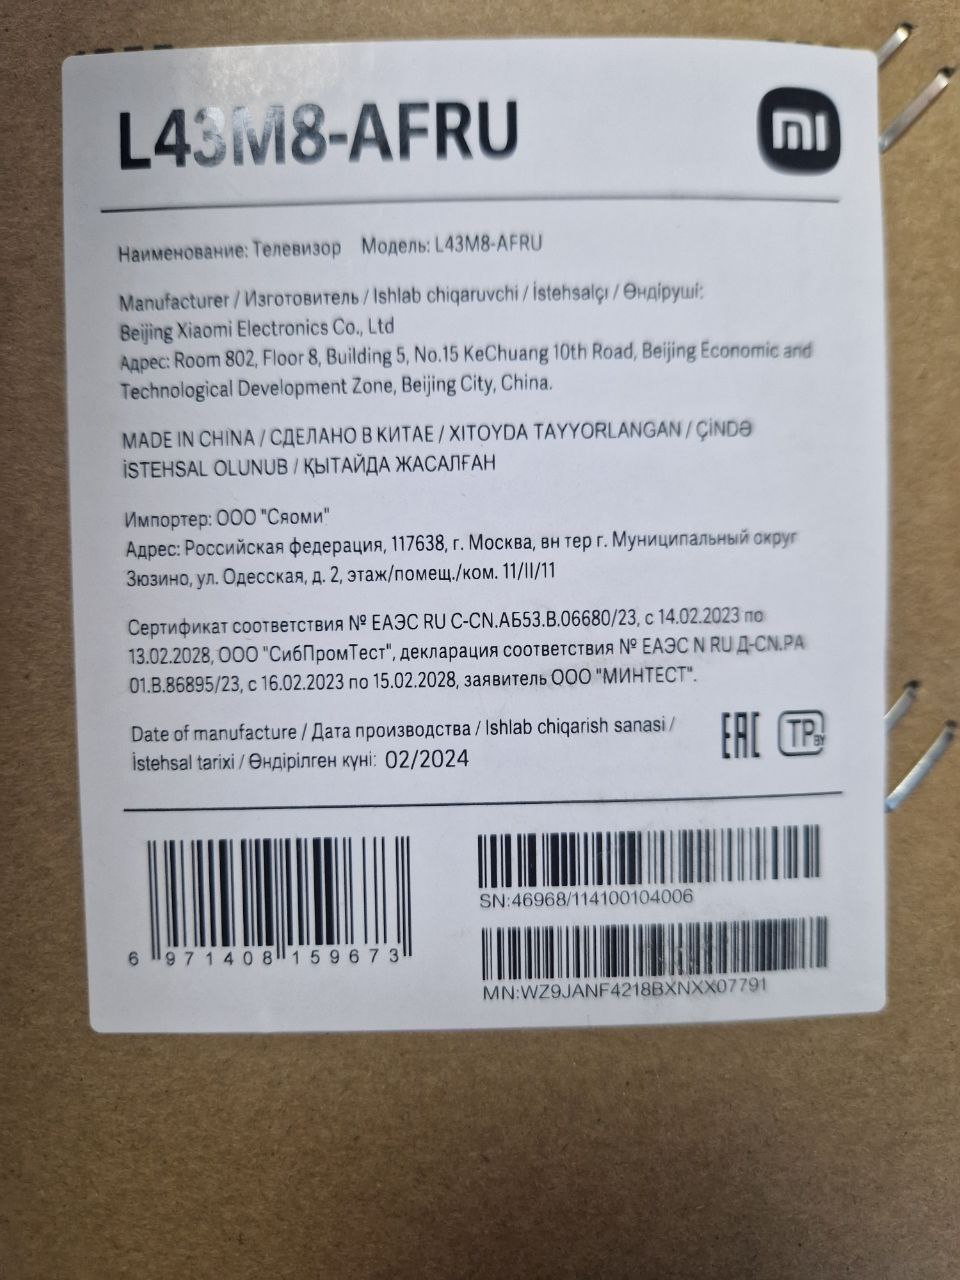 L43M8-AFRU
mi
Наименование: Телевизор Модель: L43M8-AFRU
Manufacturer / Изготовитель / Ishlab chiqaruvchi / İstehsalçı / Өндіруші:
Beijing Xiaomi Electronics Co., Ltd
Адрес: Room 802, Floor 8, Building 5, No.15 KeChuang 10th Road, Beijing Economic and
Technological Development Zone, Beijing City, China.
MADE IN CHINA / СДЕЛАНО В КИТАЕ / XITOYDA TAYYORLANGAN / ÇİNDƏ
İSTEHSAL OLUNUB / ҚЫТАЙДА ЖАСАЛҒАН
Импортер: ООО "Сяоми"
Адрес: Российская федерация, 117638, г. Москва, вн тер г. Муниципальный округ
Зюзино, ул. Одесская, д. 2, этаж/помещ./ком. 11/II/11
Сертификат соответствия № ЕАЭС RU C-CN.АБ53.В.06680/23, с 14.02.2023 по
13.02.2028, ООО "СибПромТест", декларация соответствия № ЕАЭС N RU Д-CN.РА
01.В.86895/23, с 16.02.2023 по 15.02.2028, заявитель ООО "МИНТЕСТ".
Date of manufacture / Дата производства / Ishlab chiqarish sanasi /
İstehsal tarixi / Өндірілген күні: 02/2024
EAC TP BY
6 971408 159673
SN:46968/114100104006
MN:WZ9JANF4218BXNXX07791